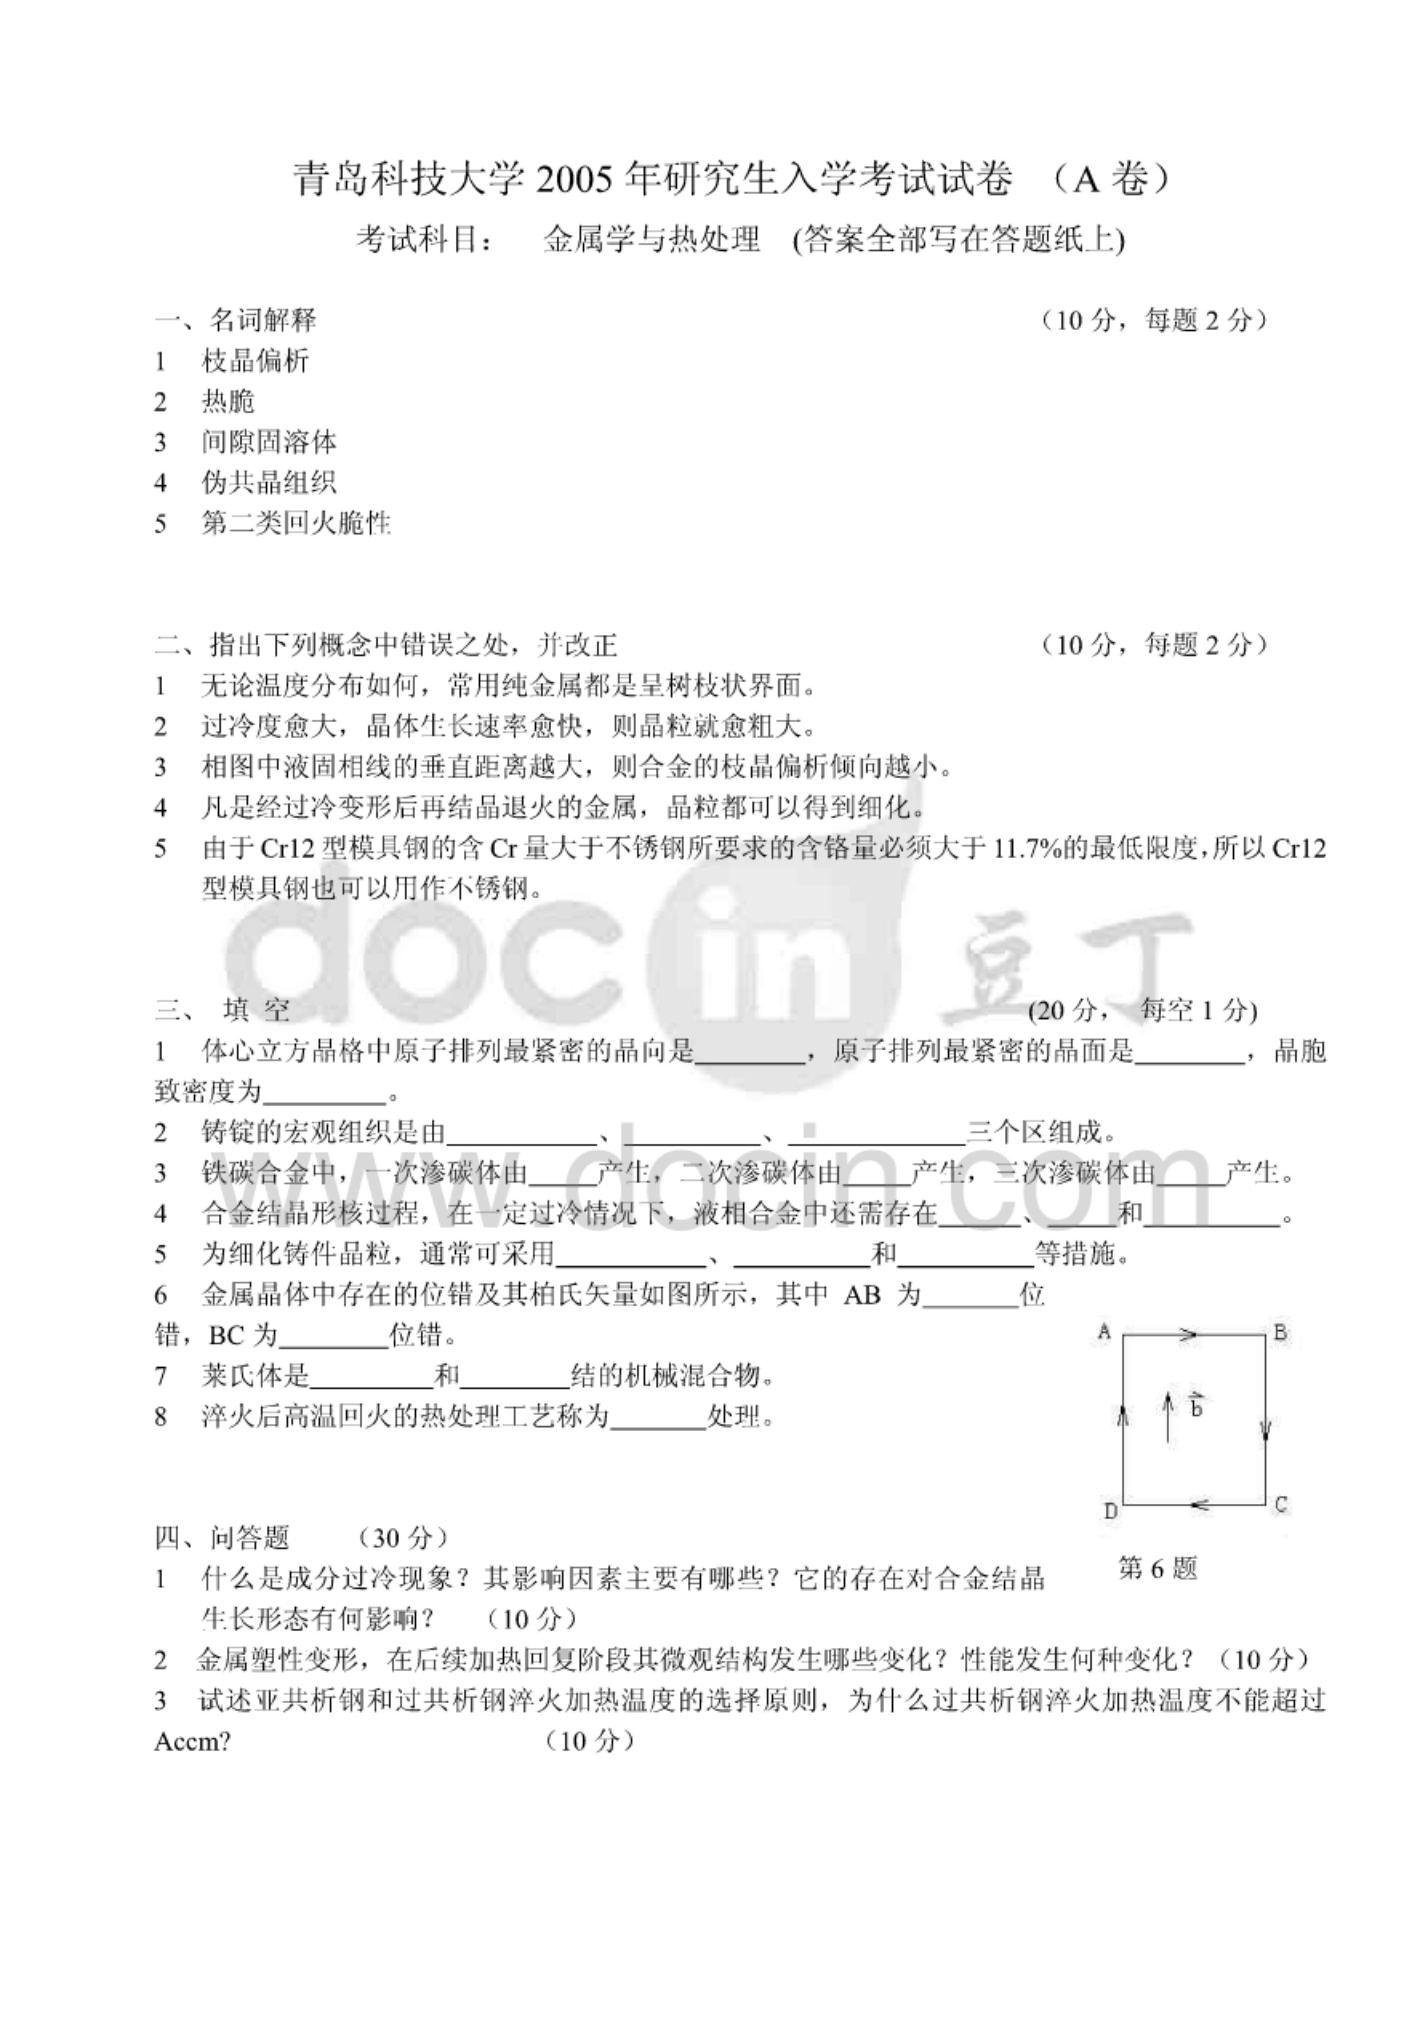 青岛科技大学 2005 年研究生入学考试试卷 （A 卷）
考试科目： 金属学与热处理 (答案全部写在答题纸上)
一、名词解释 （10 分，每题 2 分）
1 枝晶偏析
2 热脆
3 间隙固溶体
4 伪共晶组织
5 第二类回火脆性
二、指出下列概念中错误之处，并改正 （10 分，每题 2 分）
1 无论温度分布如何，常用纯金属都是呈树枝状界面。
2 过冷度愈大，晶体生长速率愈快，则晶粒就愈粗大。
3 相图中液固相线的垂直距离越大，则合金的枝晶偏析倾向越小。
4 凡是经过冷变形后再结晶退火的金属，晶粒都可以得到细化。
5 由于 Cr12 型模具钢的含 Cr 量大于不锈钢所要求的含铬量必须大于 11.7%的最低限度，所以 Cr12
型模具钢也可以用作不锈钢。
docin 豆丁
三、 填 空 (20 分， 每空 1 分)
1 体心立方晶格中原子排列最紧密的晶向是________，原子排列最紧密的晶面是________，晶胞
致密度为_________。
2 铸锭的宏观组织是由___________、__________、_____________三个区组成。
www.docin.com
3 铁碳合金中，一次渗碳体由_____产生，二次渗碳体由_____产生，三次渗碳体由_____产生。
4 合金结晶形核过程，在一定过冷情况下，液相合金中还需存在______、______和__________。
5 为细化铸件晶粒，通常可采用___________、__________和__________等措施。
6 金属晶体中存在的位错及其柏氏矢量如图所示，其中 AB 为_______位
错，BC 为________位错。
7 莱氏体是_________和________结的机械混合物。
8 淬火后高温回火的热处理工艺称为_______处理。
A B
b
D C
第 6 题
四、问答题 （30 分）
1 什么是成分过冷现象？其影响因素主要有哪些？它的存在对合金结晶
生长形态有何影响？ （10 分）
2 金属塑性变形，在后续加热回复阶段其微观结构发生哪些变化？性能发生何种变化？（10 分）
3 试述亚共析钢和过共析钢淬火加热温度的选择原则，为什么过共析钢淬火加热温度不能超过
Accm? （10 分）